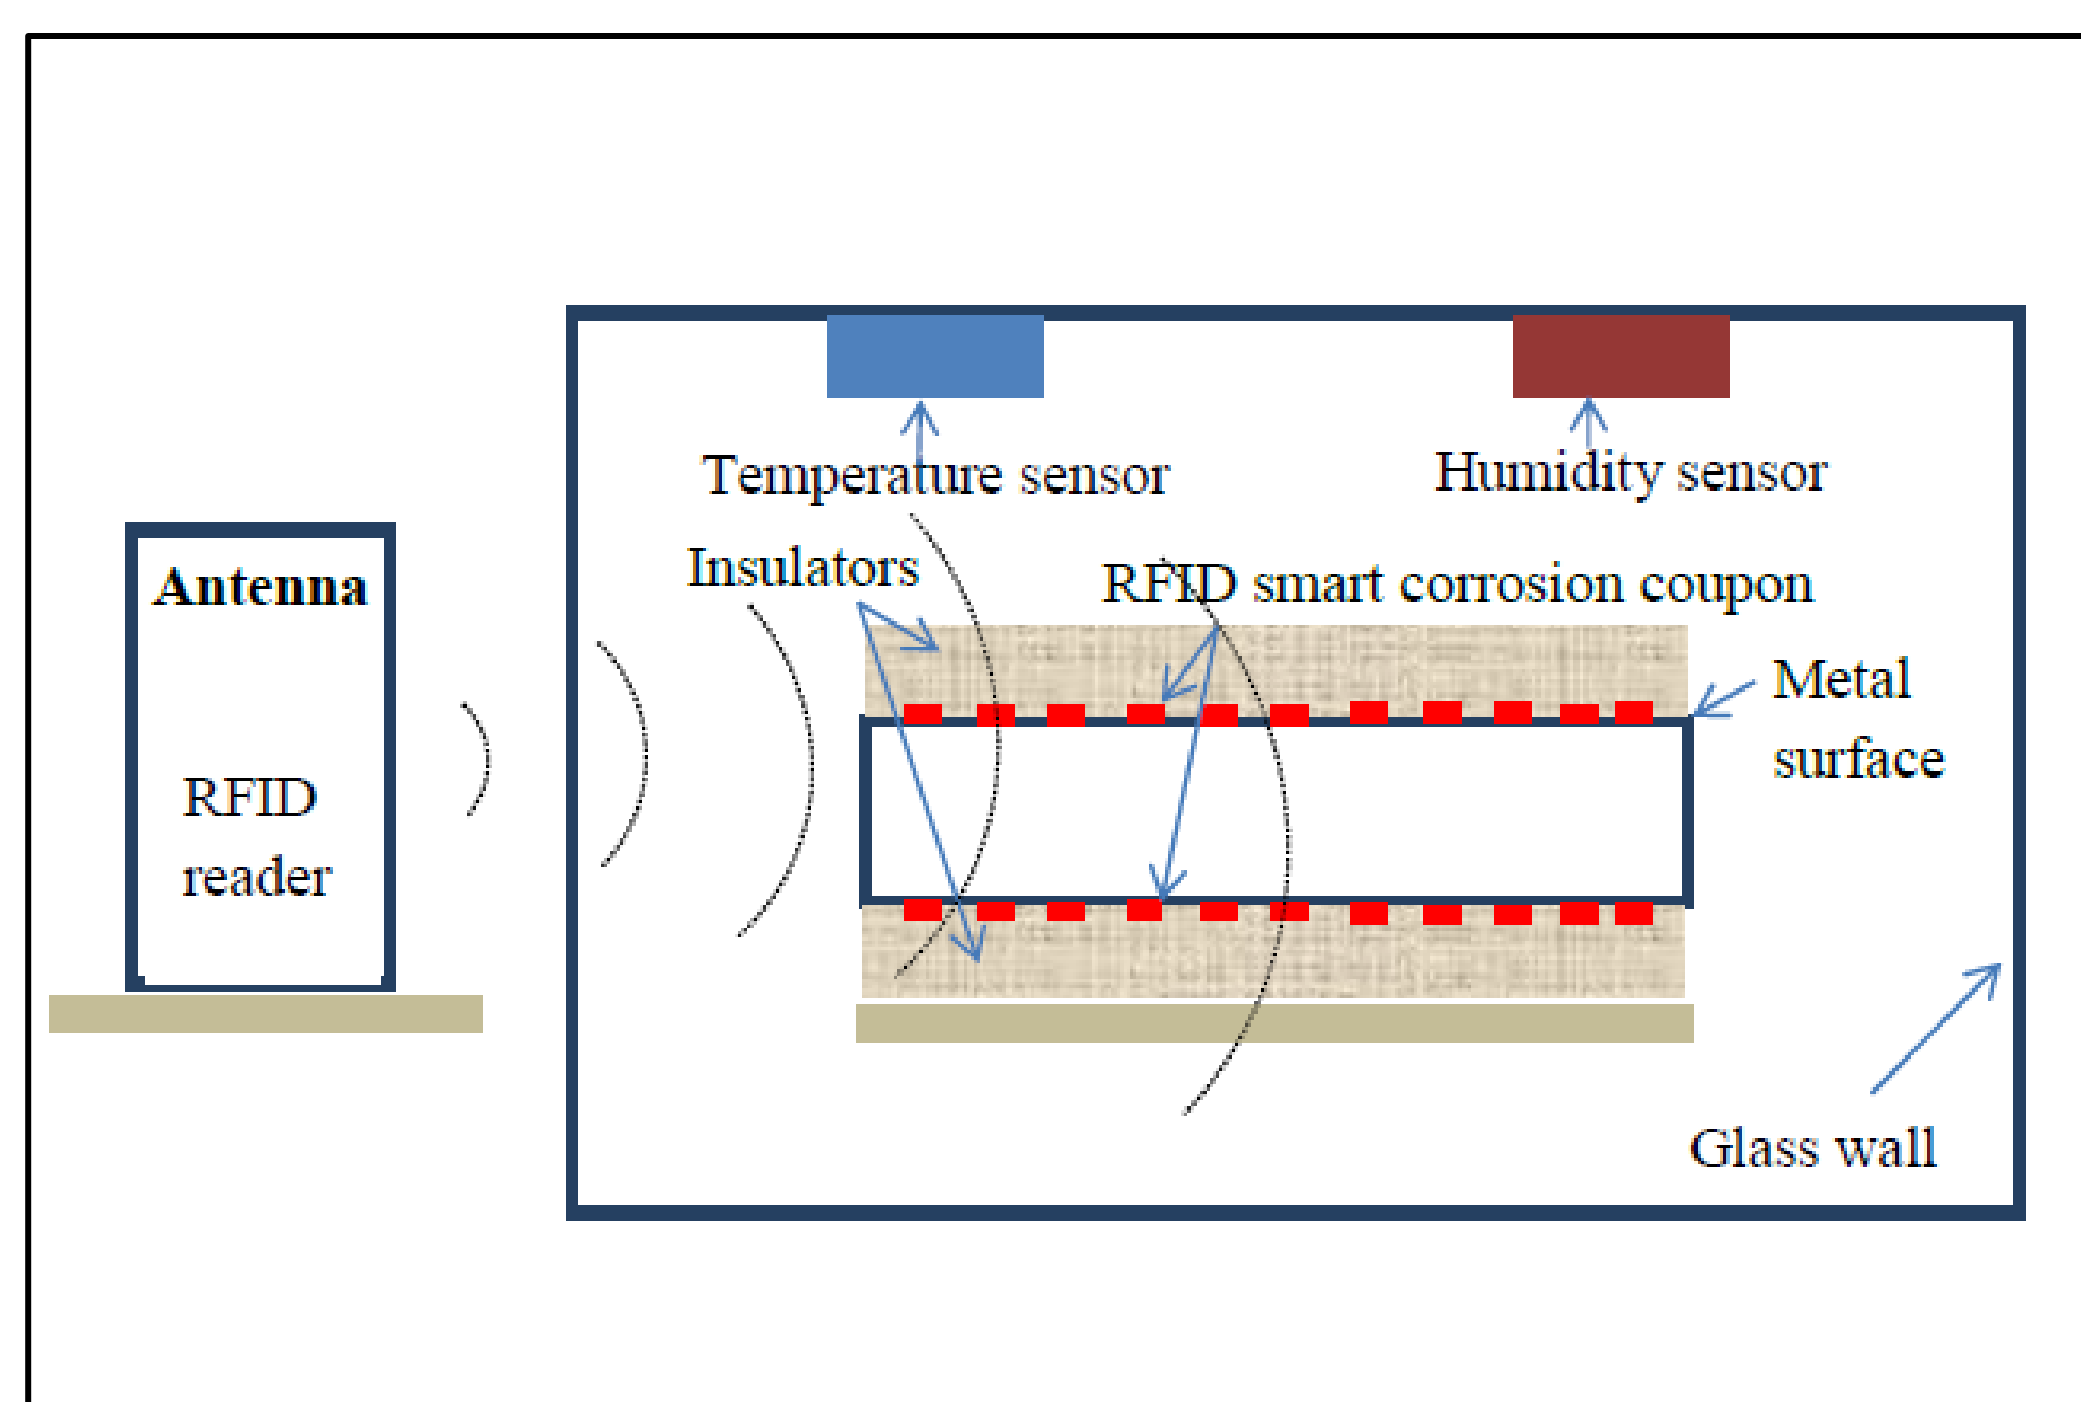 Temperature sensor
Humidity sensor
Antenna
Insulators
RFID smart corrosion coupon
Metal
surface
RFID
reader
Glass wall